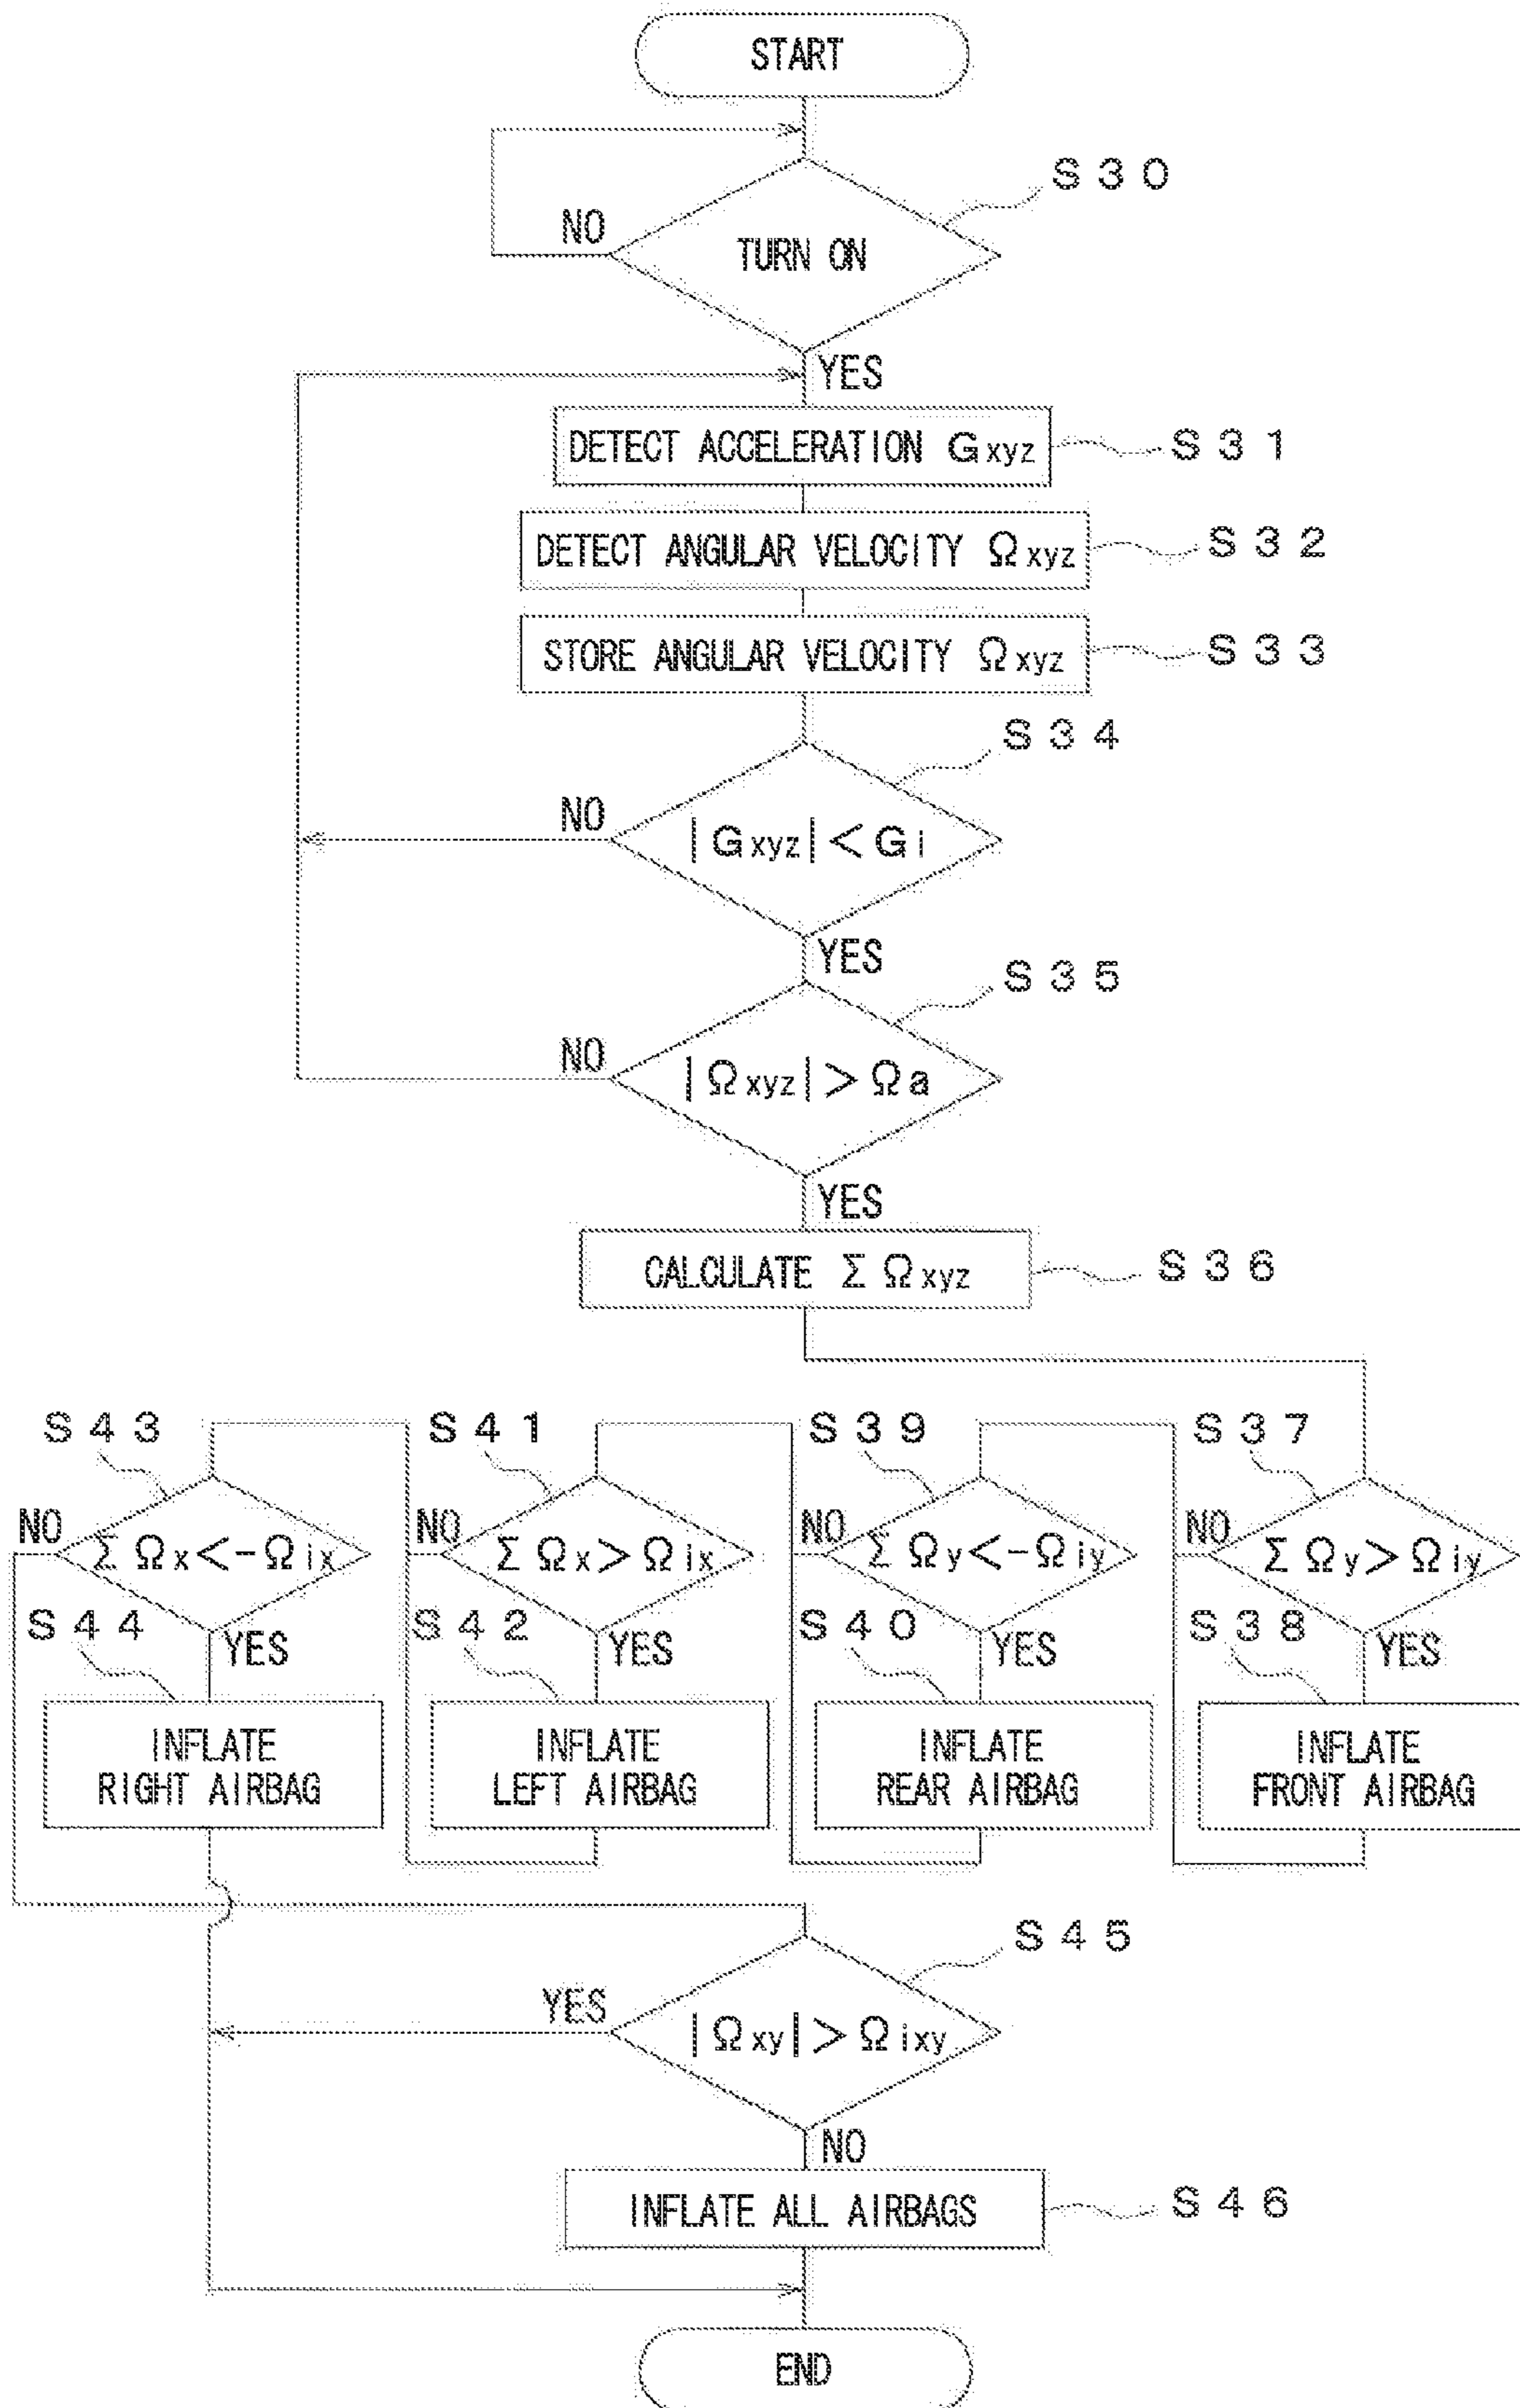 START
S30
NO
TURN ON
YES
DETECT ACCELERATION Gxyz
S31
DETECT ANGULAR VELOCITY Ωxyz
S32
STORE ANGULAR VELOCITY Ωxyz
S33
S34
NO
|Gxyz|<Gi
YES
S35
NO
|Ωxyz|>Ωa
YES
CALCULATE ΣΩxyz
S36
S43
S41
S39
S37
NO
ΣΩx<-Ωix
NO
ΣΩx>Ωix
NO
ΣΩy<-Ωiy
NO
ΣΩy>Ωiy
S44
YES
S42
YES
S40
YES
S38
YES
INFLATE
RIGHT AIRBAG
INFLATE
LEFT AIRBAG
INFLATE
REAR AIRBAG
INFLATE
FRONT AIRBAG
S45
YES
|Ωxy|>Ωixy
NO
INFLATE ALL AIRBAGS
S46
END